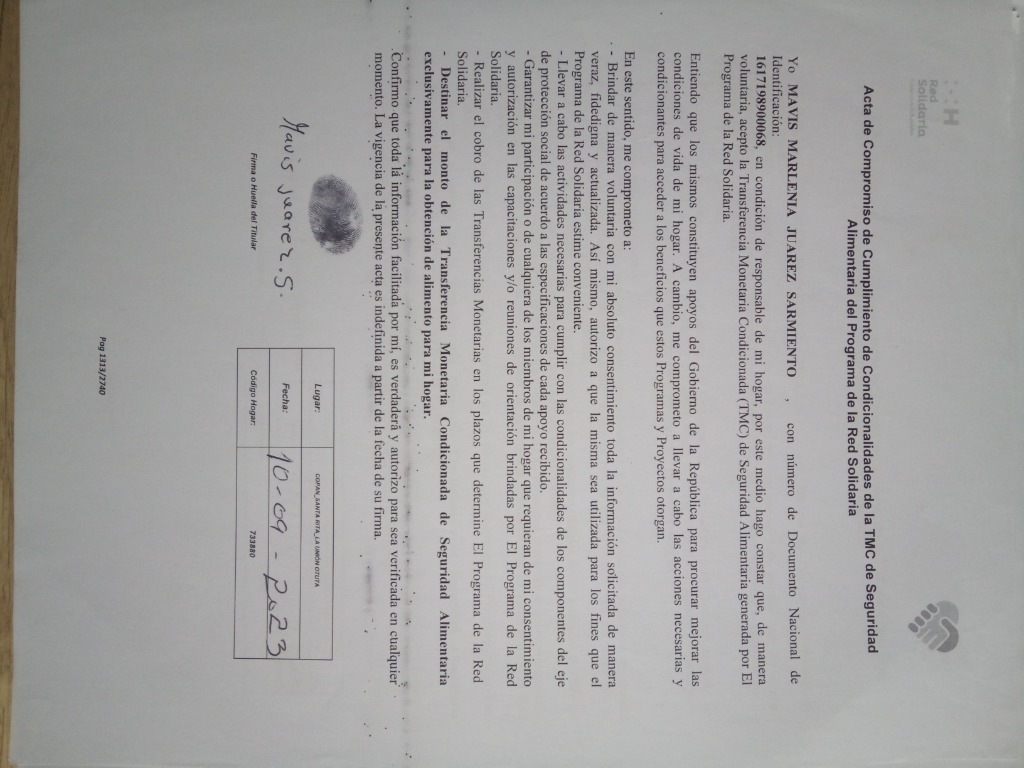 Red
Solidaria
Acta de Compromiso de Cumplimiento de Condicionalidades de la TMC de Seguridad
Alimentaria del Programa de la Red Solidaria
Yo MAVIS MARLENIA JUAREZ SARMIENTO , con número de Documento Nacional de
Identificación:
1617198900068, en condición de responsable de mi hogar, por este medio hago constar que, de manera
voluntaria, acepto la Transferencia Monetaria Condicionada (TMC) de Seguridad Alimentaria generada por El
Programa de la Red Solidaria.
Entiendo que los mismos constituyen apoyos del Gobierno de la República para procurar mejorar las
condiciones de vida de mi hogar. A cambio, me comprometo a llevar a cabo las acciones necesarias y
condicionantes para acceder a los beneficios que estos Programas y Proyectos otorgan.
En este sentido, me comprometo a:
- Brindar de manera voluntaria con mi absoluto consentimiento toda la información solicitada de manera
veraz, fidedigna y actualizada. Así mismo, autorizo a que la misma sea utilizada para los fines que el
Programa de la Red Solidaria estime conveniente.
- Llevar a cabo las actividades necesarias para cumplir con las condicionalidades de los componentes del eje
de protección social de acuerdo a las especificaciones de cada apoyo recibido.
- Garantizar mi participación o de cualquiera de los miembros de mi hogar que requieran de mi consentimiento
y autorización en las capacitaciones y/o reuniones de orientación brindadas por El Programa de la Red
Solidaria.
- Realizar el cobro de las Transferencias Monetarias en los plazos que determine El Programa de la Red
Solidaria.
- Destinar el monto de la Transferencia Monetaria Condicionada de Seguridad Alimentaria
exclusivamente para la obtención de alimento para mi hogar.
Confirmo que toda la información facilitada por mí, es verdadera y autorizo para sea verificada en cualquier
momento. La vigencia de la presente acta es indefinida a partir de la fecha de su firma.
Mavis Juarez.S.
Firma o Huella del Titular
Lugar: COPAN_SANTA RITA_LA UNIÓN OTUTA
Fecha: 10-09-2023
Código Hogar: 733880
Pag 1313/2740